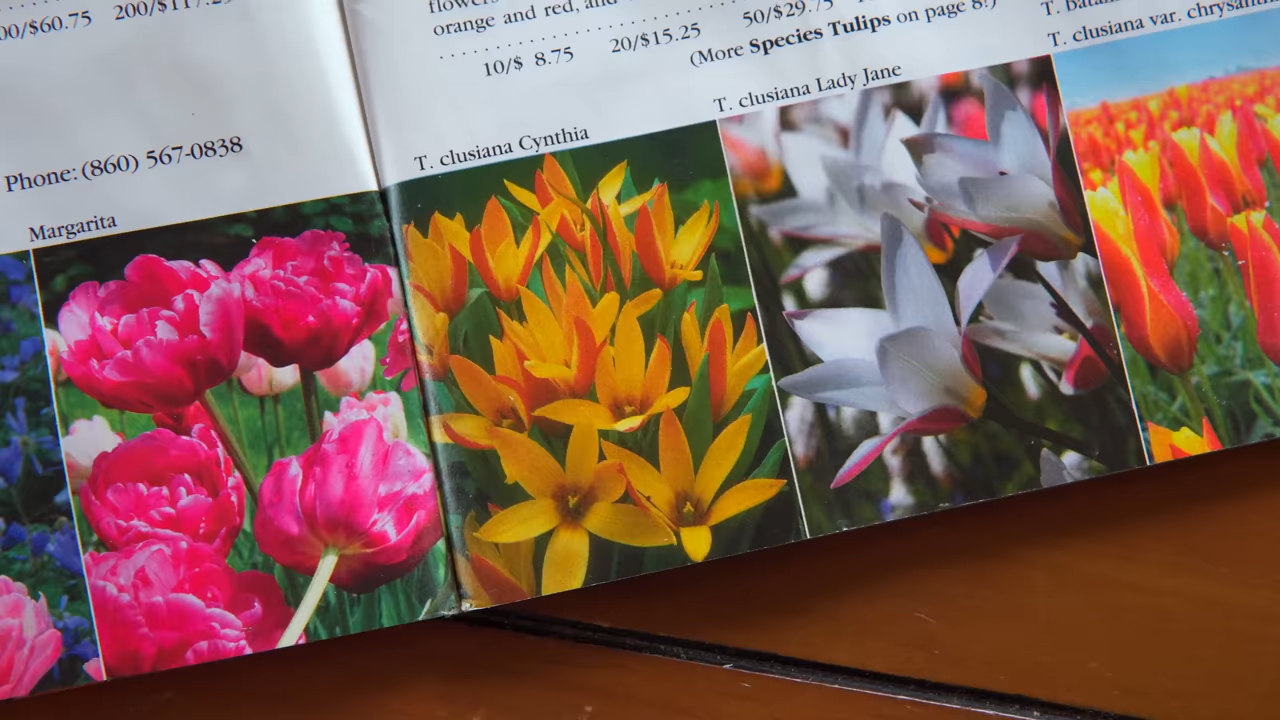 00/$60.75 200/$117.25
Phone: (860) 567-0838
Margarita
flowers
orange and red, and
10/$ 8.75 20/$15.25 50/$29.75
(More Species Tulips on page 8!)
T. clusiana Cynthia
T. clusiana Lady Jane
T. clusiana var. chrysanth